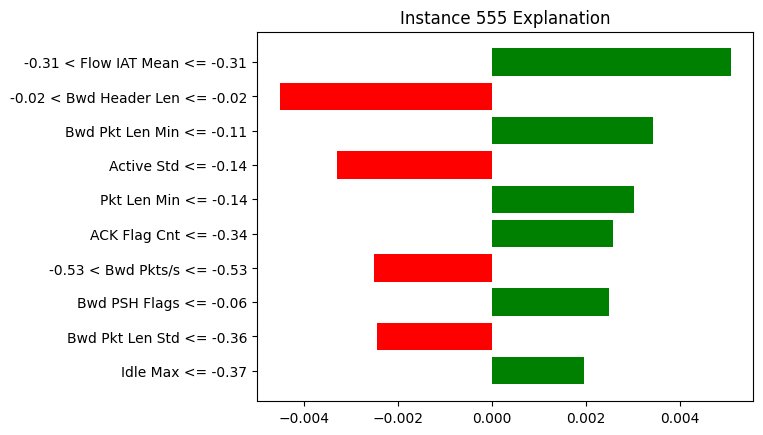 Instance 555 Explanation
-0.31 < Flow IAT Mean <= -0.31
-0.02 < Bwd Header Len <= -0.02
Bwd Pkt Len Min <= -0.11
Active Std <= -0.14
Pkt Len Min <= -0.14
ACK Flag Cnt <= -0.34
-0.53 < Bwd Pkts/s <= -0.53
Bwd PSH Flags <= -0.06
Bwd Pkt Len Std <= -0.36
Idle Max <= -0.37
−0.004 −0.002 0.000 0.002 0.004